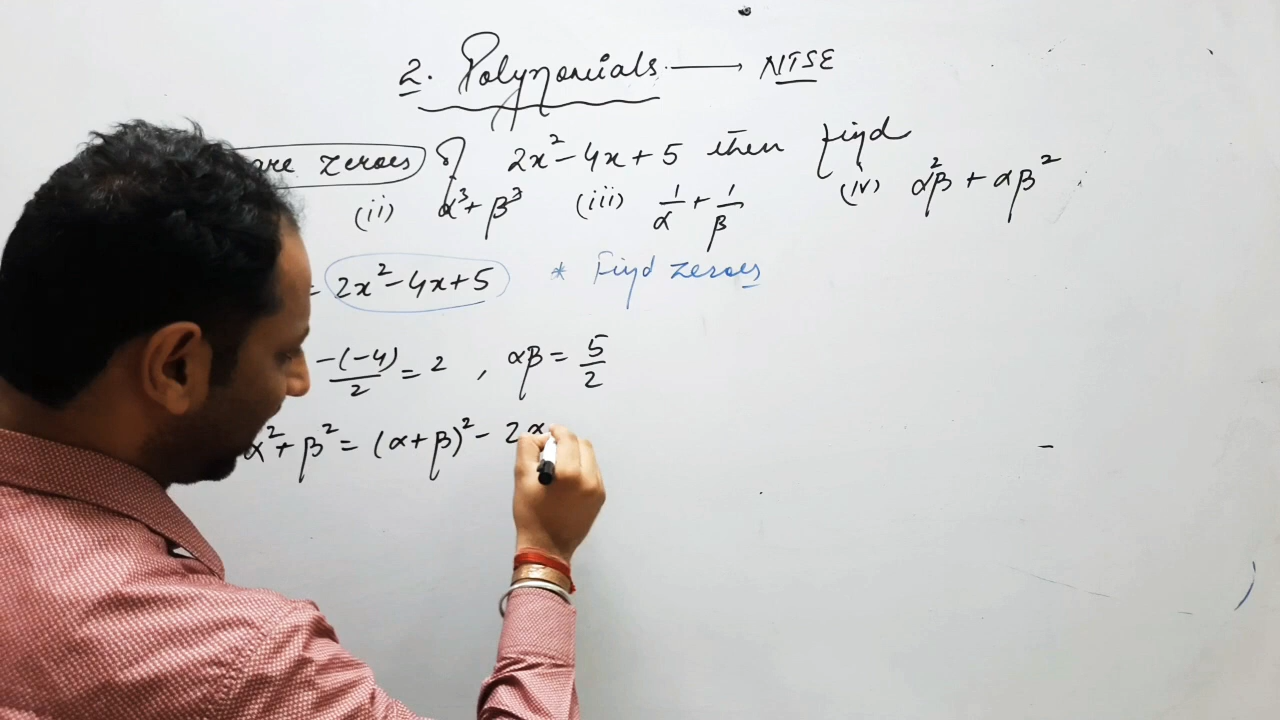 2. Polynomials. → NTSE
are zeroes of 2x² - 4x + 5 then find
(ii) α³ + β³ (iii) 1/α + 1/β (iv) α²β + αβ²
= 2x² - 4x + 5 * Find zeroes
-(-4)/2 = 2 , αβ = 5/2
α² + β² = (α + β)² - 2α